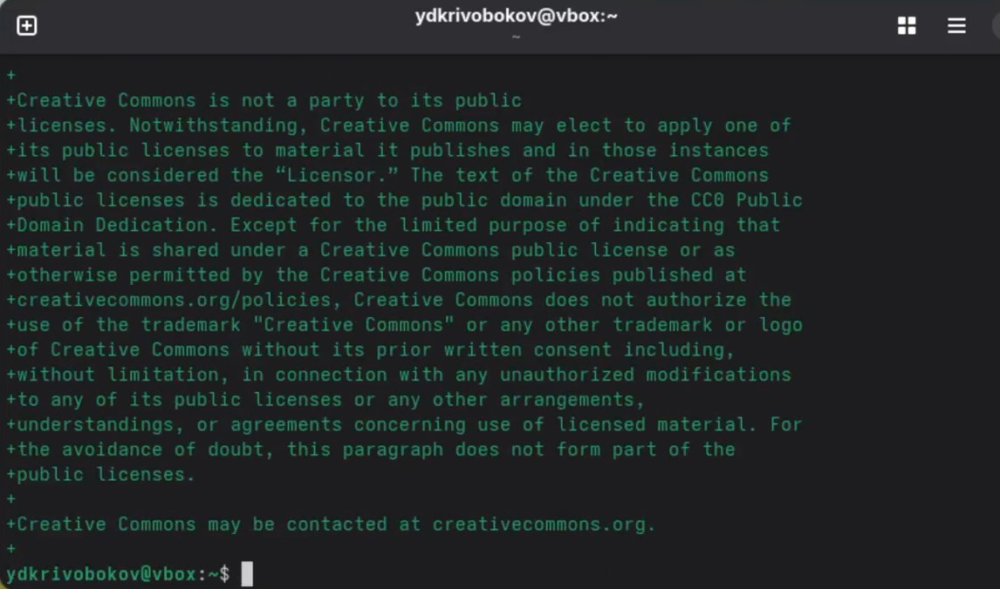 ydkrivobokov@vbox:~
~
+
+Creative Commons is not a party to its public
+licenses. Notwithstanding, Creative Commons may elect to apply one of
+its public licenses to material it publishes and in those instances
+will be considered the “Licensor.” The text of the Creative Commons
+public licenses is dedicated to the public domain under the CC0 Public
+Domain Dedication. Except for the limited purpose of indicating that
+material is shared under a Creative Commons public license or as
+otherwise permitted by the Creative Commons policies published at
+creativecommons.org/policies, Creative Commons does not authorize the
+use of the trademark "Creative Commons" or any other trademark or logo
+of Creative Commons without its prior written consent including,
+without limitation, in connection with any unauthorized modifications
+to any of its public licenses or any other arrangements,
+understandings, or agreements concerning use of licensed material. For
+the avoidance of doubt, this paragraph does not form part of the
+public licenses.
+
+Creative Commons may be contacted at creativecommons.org.
+
ydkrivobokov@vbox:~$